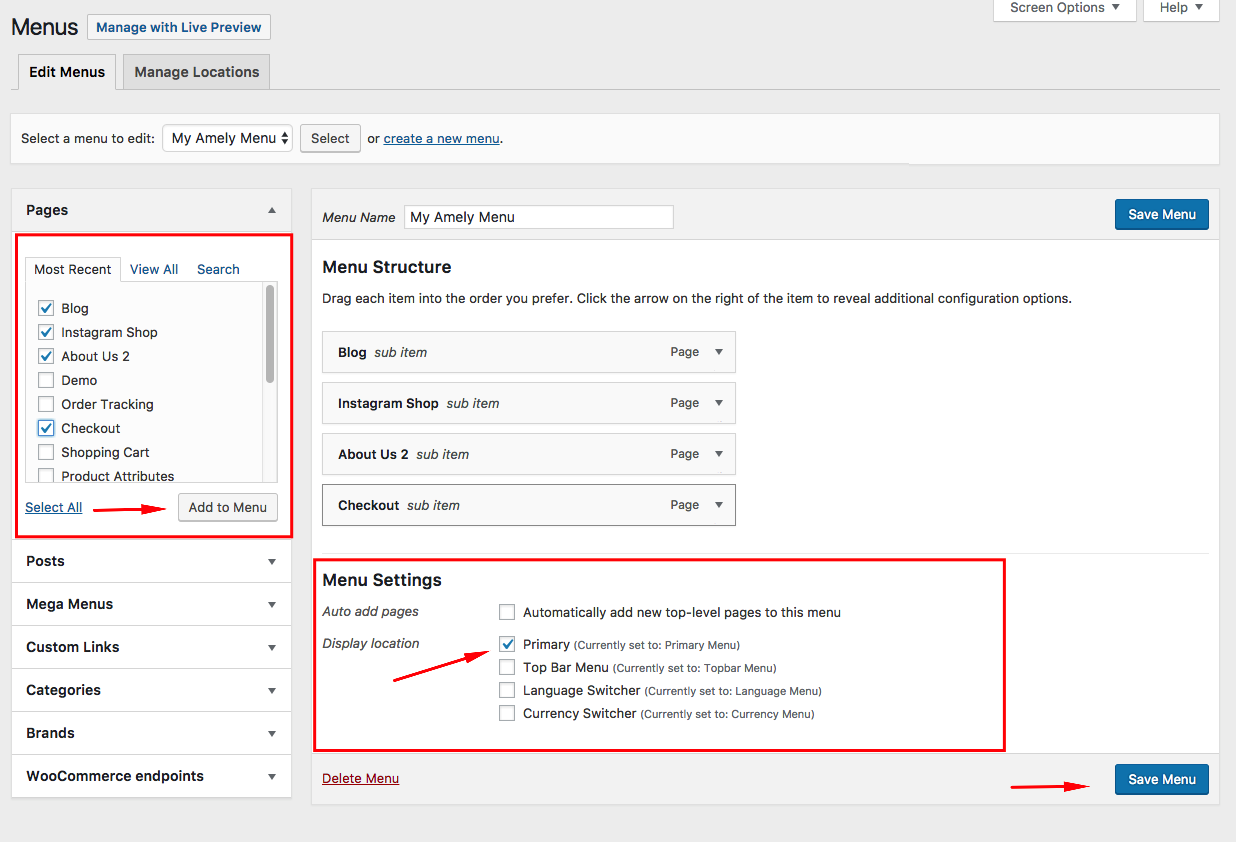 Menus Manage with Live Preview
Screen Options Help
Edit Menus Manage Locations
Select a menu to edit: My Amely Menu Select or create a new menu.
Pages
Most Recent View All Search
Blog
Instagram Shop
About Us 2
Demo
Order Tracking
Checkout
Shopping Cart
Product Attributes
Select All Add to Menu
Posts
Mega Menus
Custom Links
Categories
Brands
WooCommerce endpoints
Menu Name My Amely Menu Save Menu
Menu Structure
Drag each item into the order you prefer. Click the arrow on the right of the item to reveal additional configuration options.
Blog sub item Page
Instagram Shop sub item Page
About Us 2 sub item Page
Checkout sub item Page
Menu Settings
Auto add pages Automatically add new top-level pages to this menu
Display location Primary (Currently set to: Primary Menu)
Top Bar Menu (Currently set to: Topbar Menu)
Language Switcher (Currently set to: Language Menu)
Currency Switcher (Currently set to: Currency Menu)
Delete Menu Save Menu